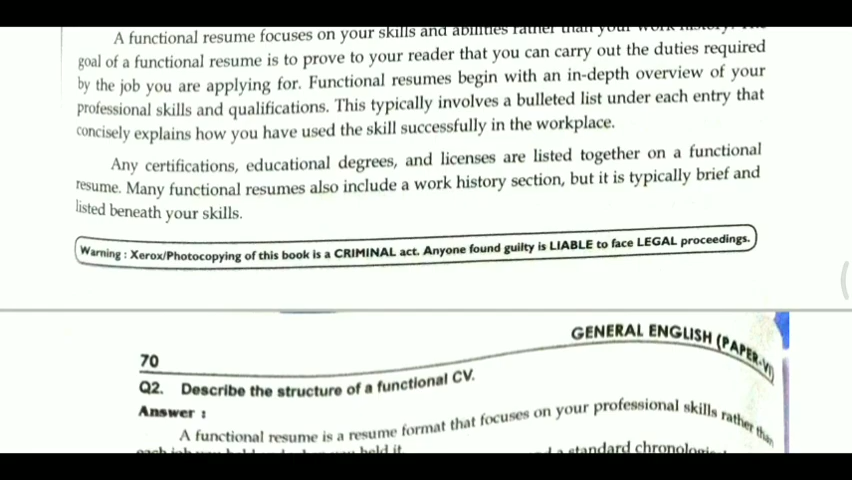 A functional resume focuses on your skills and abilities rather than your work history. The
goal of a functional resume is to prove to your reader that you can carry out the duties required
by the job you are applying for. Functional resumes begin with an in-depth overview of your
professional skills and qualifications. This typically involves a bulleted list under each entry that
concisely explains how you have used the skill successfully in the workplace.
Any certifications, educational degrees, and licenses are listed together on a functional
resume. Many functional resumes also include a work history section, but it is typically brief and
listed beneath your skills.
Warning : Xerox/Photocopying of this book is a CRIMINAL act. Anyone found guilty is LIABLE to face LEGAL proceedings.
GENERAL ENGLISH (PAPER-VI)
70
Q2. Describe the structure of a functional CV.
Answer :
A functional resume is a resume format that focuses on your professional skills rather than
a standard